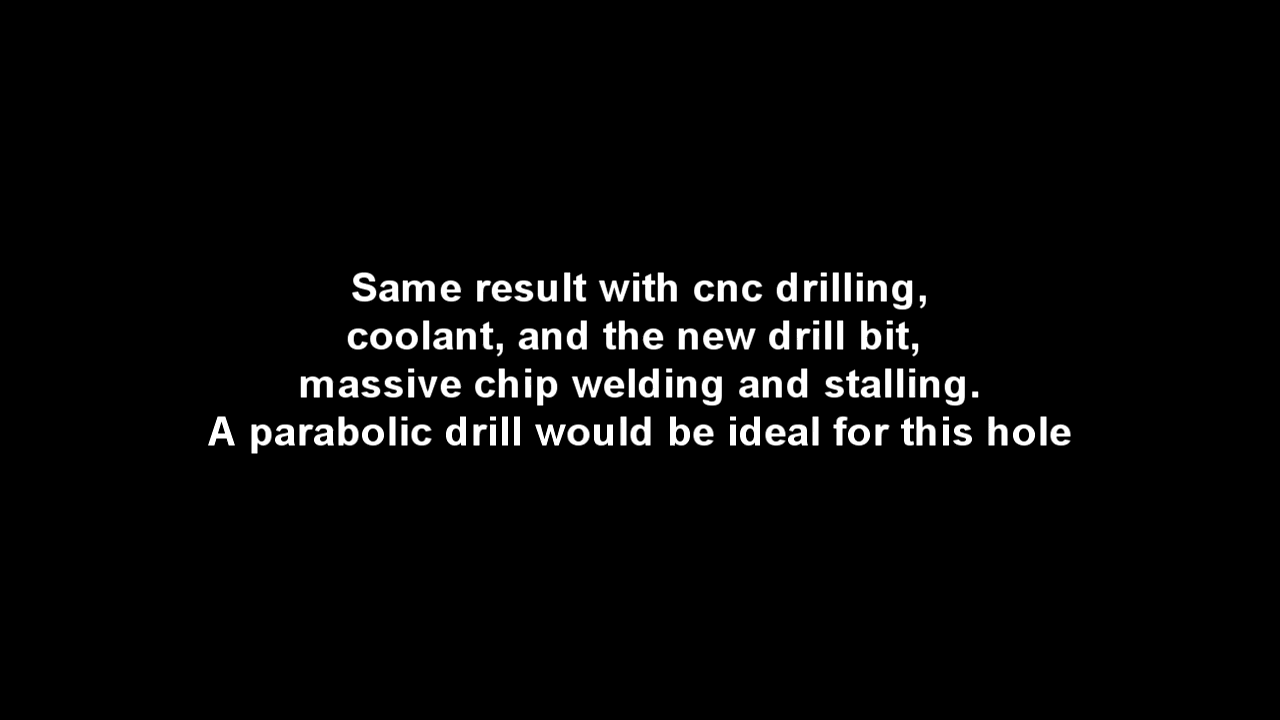 Same result with cnc drilling,
coolant, and the new drill bit,
massive chip welding and stalling.
A parabolic drill would be ideal for this hole